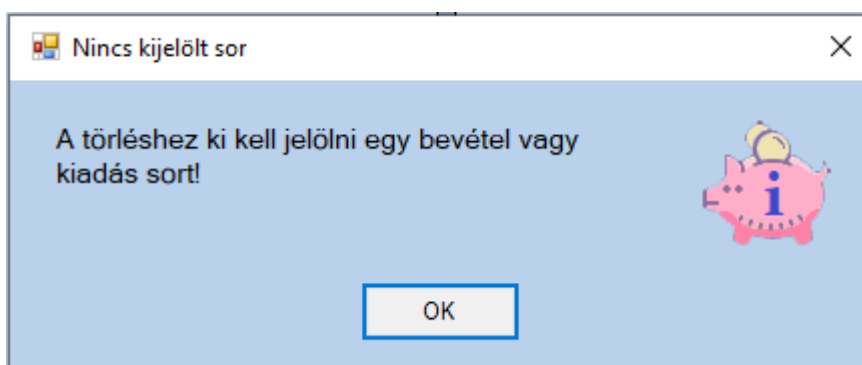 Nincs kijelölt sor
A törléshez ki kell jelölni egy bevétel vagy
kiadás sort!
i
OK